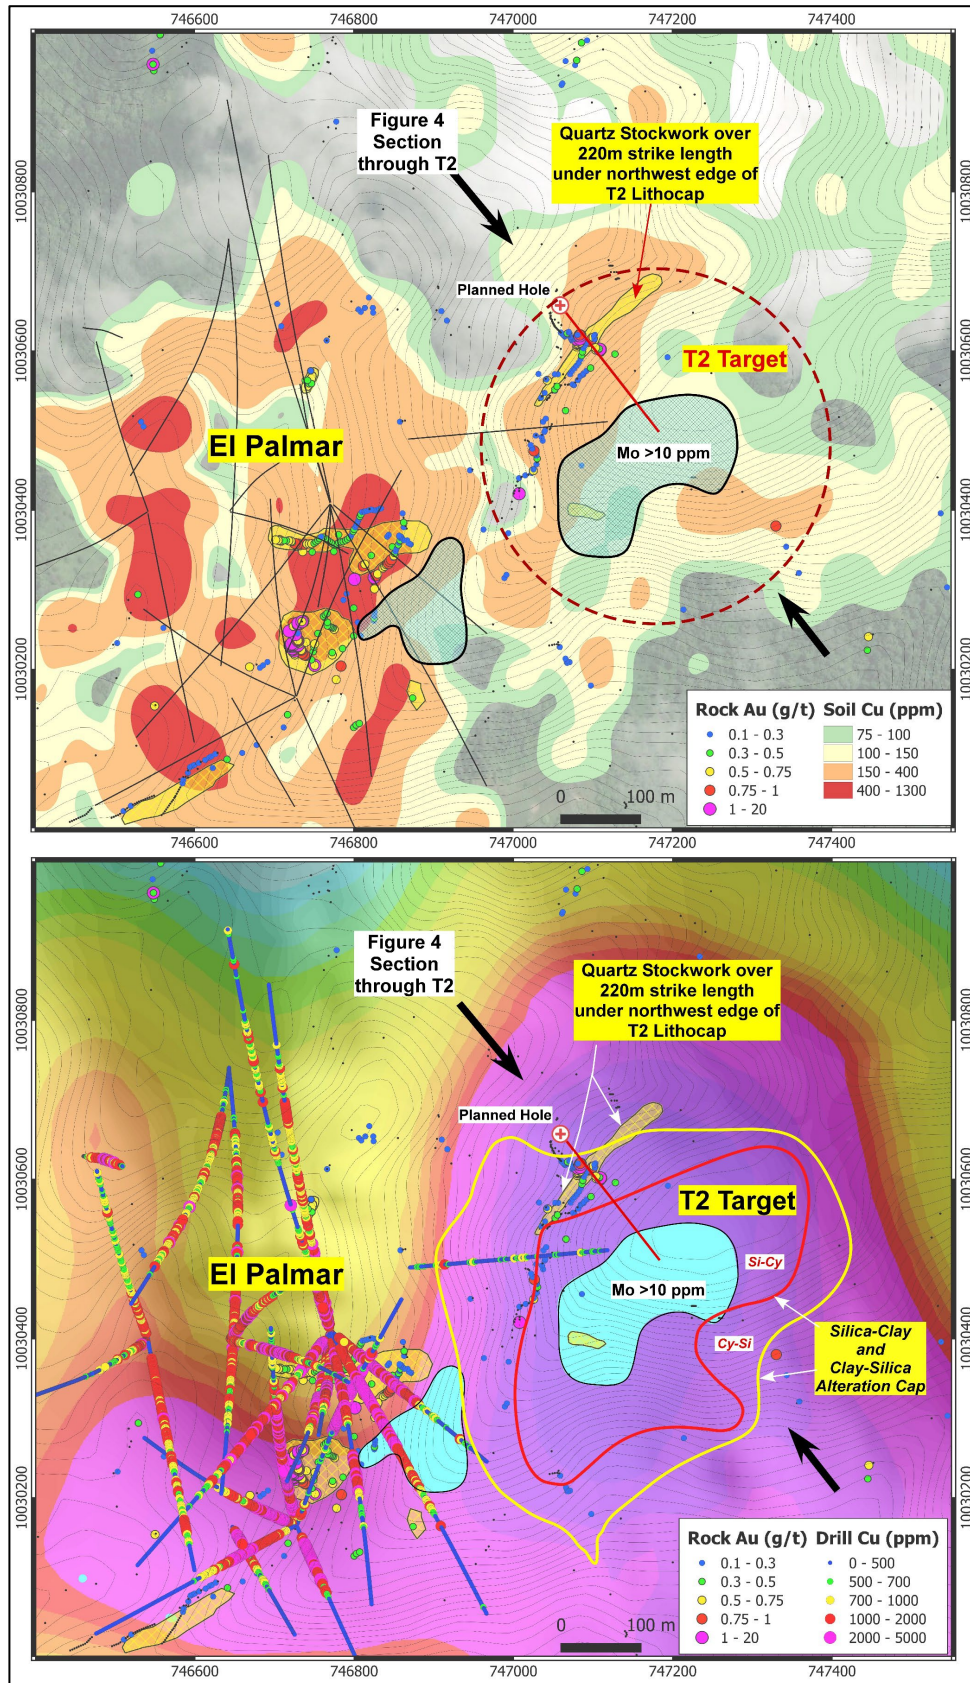 746600 746800 747000 747200 747400
10030800
10030600
10030400
10030200
10030800
10030600
10030400
10030200
Figure 4
Section
through T2
Quartz Stockwork over
220m strike length
under northwest edge of
T2 Lithocap
Planned Hole
T2 Target
El Palmar
Mo >10 ppm
Rock Au (g/t)
0.1 - 0.3
0.3 - 0.5
0.5 - 0.75
0.75 - 1
1 - 20
Soil Cu (ppm)
75 - 100
100 - 150
150 - 400
400 - 1300
0 100 m
746600 746800 747000 747200 747400
10030800
10030600
10030400
10030200
10030800
10030600
10030400
10030200
Figure 4
Section
through T2
Quartz Stockwork over
220m strike length
under northwest edge of
T2 Lithocap
Planned Hole
T2 Target
El Palmar
Si-Cy
Mo >10 ppm
Cy-Si
Silica-Clay
and
Clay-Silica
Alteration Cap
Rock Au (g/t)
0.1 - 0.3
0.3 - 0.5
0.5 - 0.75
0.75 - 1
1 - 20
Drill Cu (ppm)
0 - 500
500 - 700
700 - 1000
1000 - 2000
2000 - 5000
0 100 m
746600 746800 747000 747200 747400